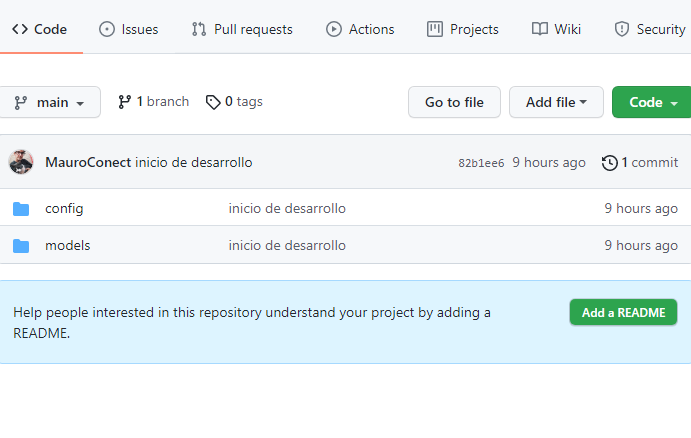 Code Issues Pull requests Actions Projects Wiki Security
main 1 branch 0 tags Go to file Add file Code
MauroConect inicio de desarrollo 82b1ee6 9 hours ago 1 commit
config inicio de desarrollo 9 hours ago
models inicio de desarrollo 9 hours ago
Help people interested in this repository understand your project by adding a
README.
Add a README